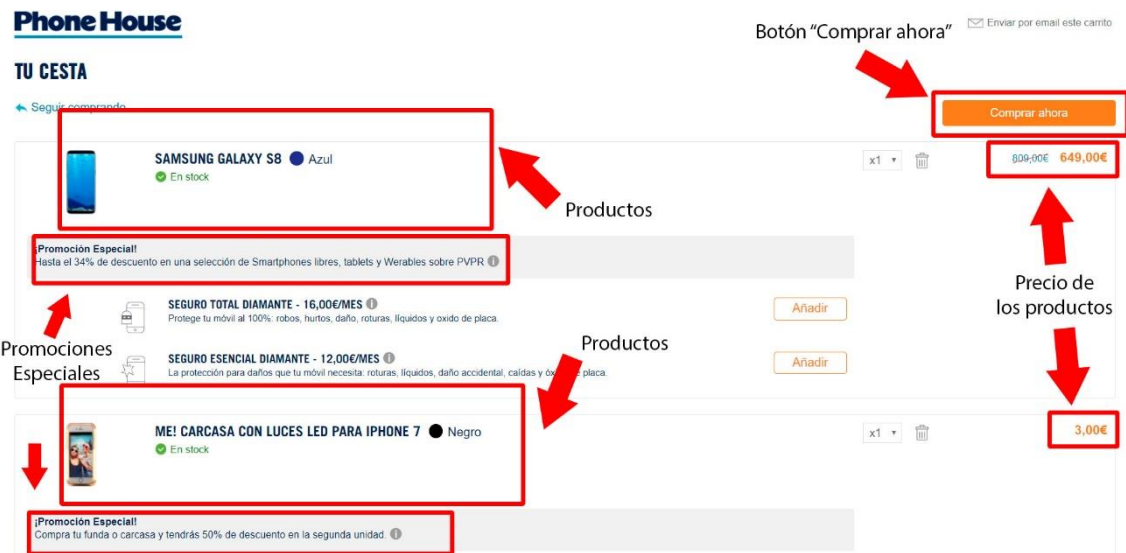 Phone House
Enviar por email este carrito
Botón “Comprar ahora”
TU CESTA
Seguir comprando
Comprar ahora
SAMSUNG GALAXY S8 Azul
x1
809,00€ 649,00€
En stock
Productos
¡Promoción Especial!
Hasta el 34% de descuento en una selección de Smartphones libres, tablets y Werables sobre PVPR
Precio de
los productos
SEGURO TOTAL DIAMANTE - 16,00€/MES
Añadir
Protege tu móvil al 100%: robos, hurtos, daño, roturas, líquidos y oxido de placa.
Promociones
Especiales
Productos
SEGURO ESENCIAL DIAMANTE - 12,00€/MES
Añadir
La protección para daños que tu móvil necesita: roturas, líquidos, daño accidental, caídas y placa.
ME! CARCASA CON LUCES LED PARA IPHONE 7 Negro
x1
3,00€
En stock
¡Promoción Especial!
Compra tu funda o carcasa y tendrás 50% de descuento en la segunda unidad.